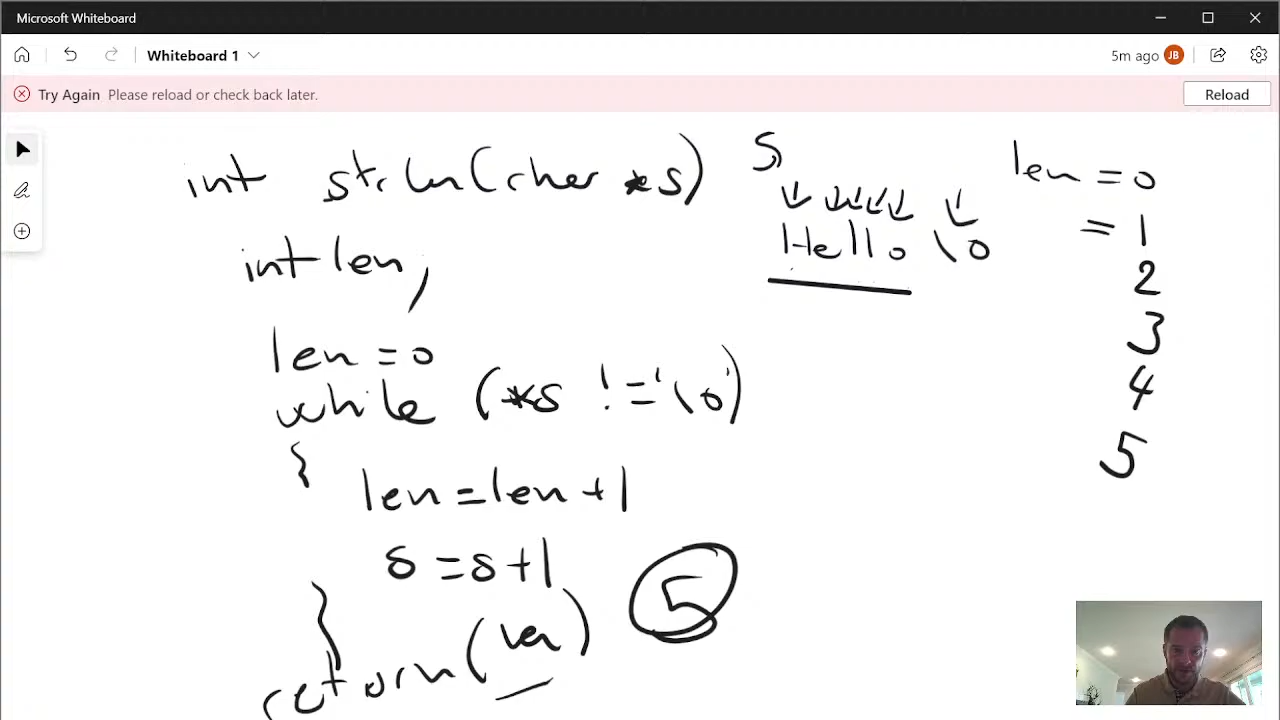 Microsoft Whiteboard
Whiteboard 1
5m ago JB
Try Again Please reload or check back later.
Reload
int strlen(char *s)
int len;
len = 0
while (*s != '\0')
{
len = len + 1
s = s + 1
}
return(len)
5
s
Hello \0
len = 0
= 1
2
3
4
5